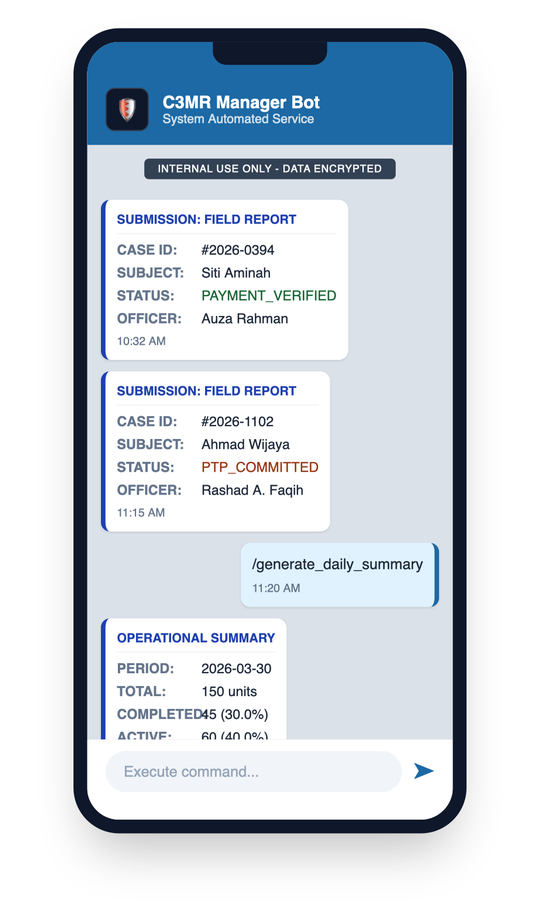 C3MR Manager Bot
System Automated Service
INTERNAL USE ONLY - DATA ENCRYPTED
SUBMISSION: FIELD REPORT
CASE ID: #2026-0394
SUBJECT: Siti Aminah
STATUS: PAYMENT_VERIFIED
OFFICER: Auza Rahman
10:32 AM
SUBMISSION: FIELD REPORT
CASE ID: #2026-1102
SUBJECT: Ahmad Wijaya
STATUS: PTP_COMMITTED
OFFICER: Rashad A. Faqih
11:15 AM
/generate_daily_summary
11:20 AM
OPERATIONAL SUMMARY
PERIOD: 2026-03-30
TOTAL: 150 units
COMPLETED: 45 (30.0%)
ACTIVE: 60 (40.0%)
Execute command...